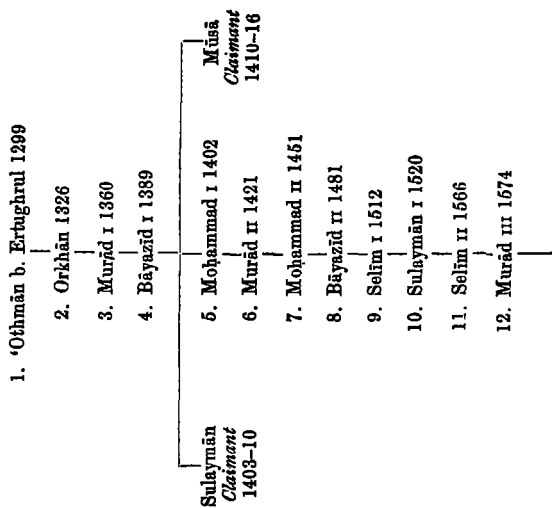 1. ‘Othmān b. Ertughrul 1299
2. Orkhān 1326
3. Murād I 1360
4. Bāyazīd I 1389
Sulaymān
Claimant
1403–10
5. Moḥammad I 1402
Mūsā
Claimant
1410–16
6. Murād II 1421
7. Moḥammad II 1451
8. Bāyazīd II 1481
9. Selīm I 1512
10. Sulaymān I 1520
11. Selīm II 1566
12. Murād III 1574